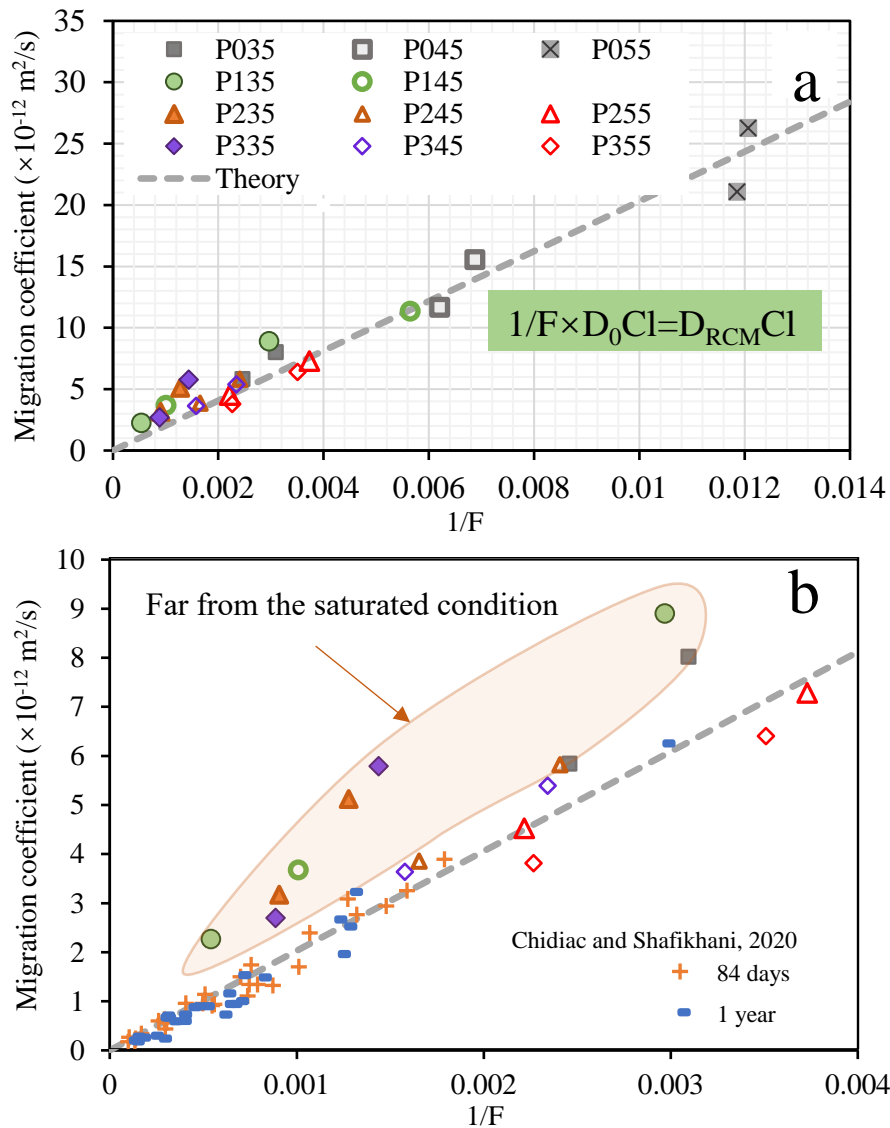 35
30
25
20
15
10
5
0
Migration coefficient (×10-12 m2/s)
P035 P045 P055
P135 P145
P235 P245 P255
P335 P345 P355
Theory
a
1/F×D0Cl=DRCMCl
0 0.002 0.004 0.006 0.008 0.01 0.012 0.014
1/F
10
9
8
7
6
5
4
3
2
1
0
Migration coefficient (×10-12 m2/s)
b
Far from the saturated condition
Chidiac and Shafikhani, 2020
84 days
1 year
0 0.001 0.002 0.003 0.004
1/F